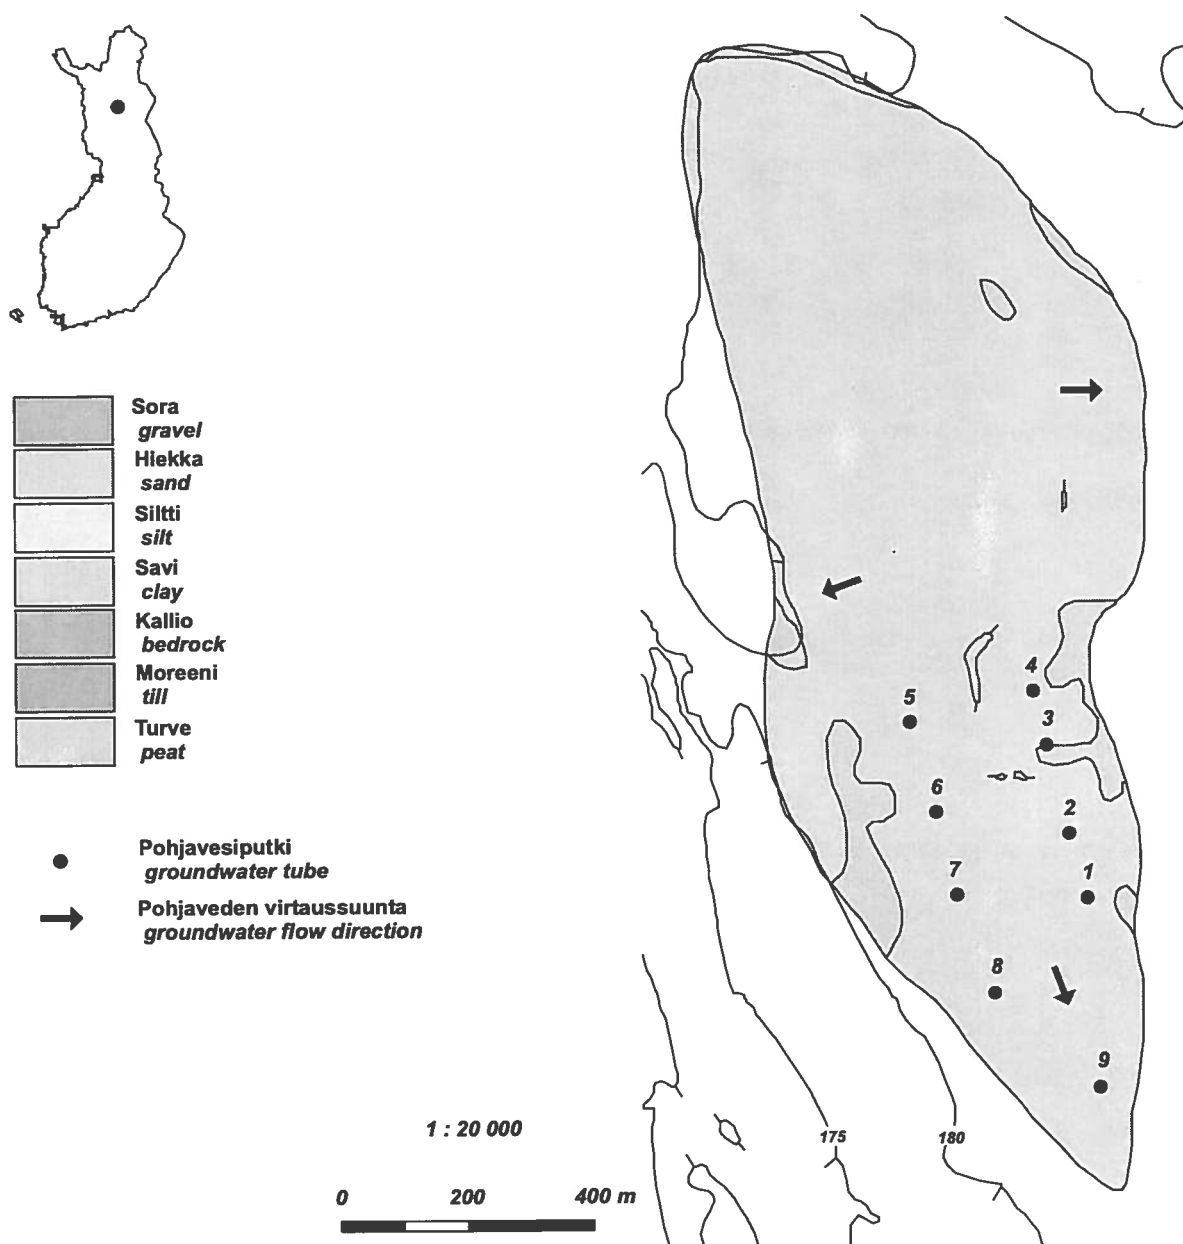 Sora
gravel
Hiekka
sand
Siltti
silt
Savi
clay
Kallio
bedrock
Moreeni
till
Turve
peat
Pohjavesiputki
groundwater tube
Pohjaveden virtaussuunta
groundwater flow direction
1 : 20 000
0 200 400 m
4
5
3
6
2
7
1
8
9
175
180